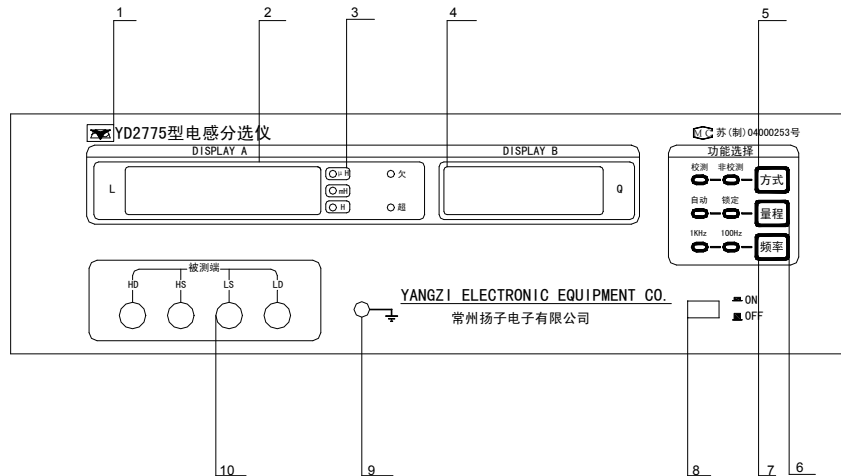 1 2 3 4 5
YD2775型电感分选仪
MC 苏(制)04000253号
DISPLAY A DISPLAY B 功能选择
L μH mH H 欠 超 Q
校测 非校测 方式
自动 锁定 量程
1KHz 100Hz 频率
被测端
HD HS LS LD
YANGZI ELECTRONIC EQUIPMENT CO.
常州扬子电子有限公司
ON
OFF
10 9 8 7 6